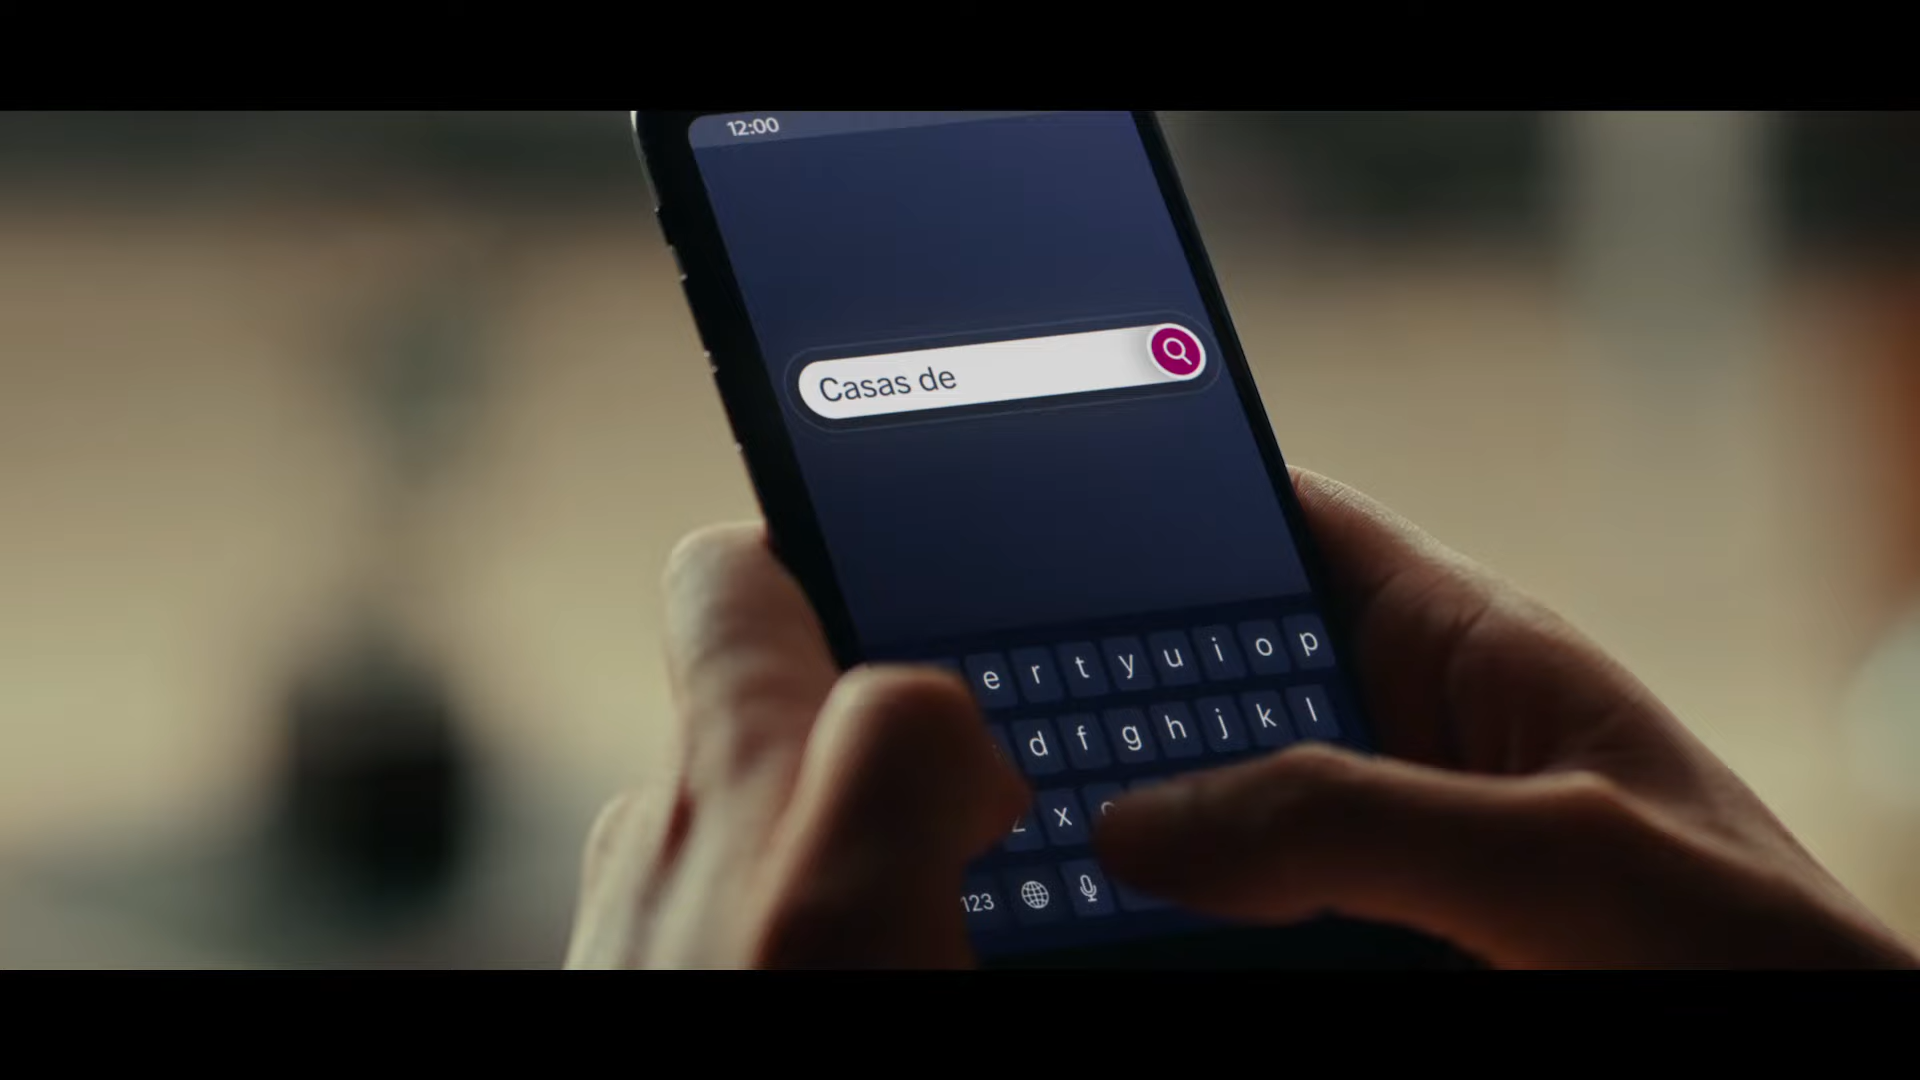 12:00
Casas de
e r t y u i o p
d f g h j k l
z x c
123